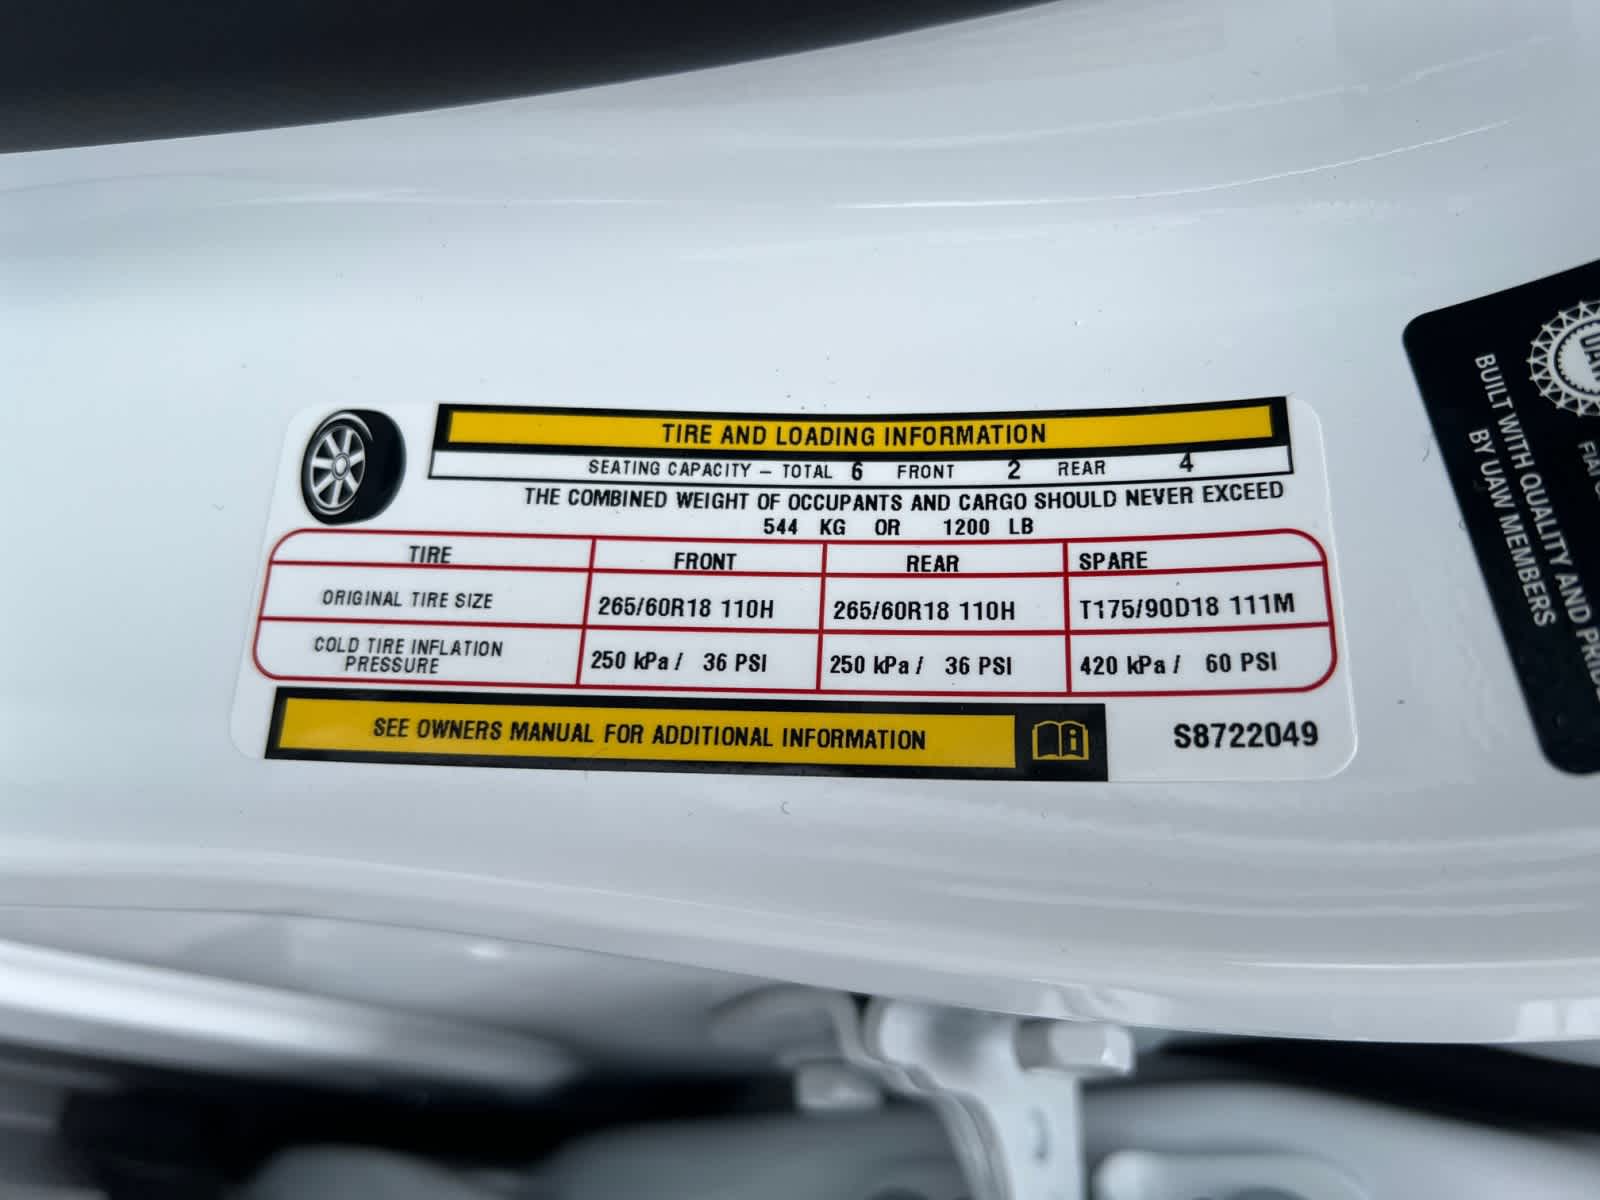 TIRE AND LOADING INFORMATION
SEATING CAPACITY – TOTAL 6 FRONT 2 REAR 4
THE COMBINED WEIGHT OF OCCUPANTS AND CARGO SHOULD NEVER EXCEED
544 KG OR 1200 LB
TIRE FRONT REAR SPARE
ORIGINAL TIRE SIZE 265/60R18 110H 265/60R18 110H T175/90D18 111M
COLD TIRE INFLATION
PRESSURE 250 kPa / 36 PSI 250 kPa / 36 PSI 420 kPa / 60 PSI
SEE OWNERS MANUAL FOR ADDITIONAL INFORMATION
S8722049
BUILT WITH QUALITY AND PRIDE
BY UAW MEMBERS